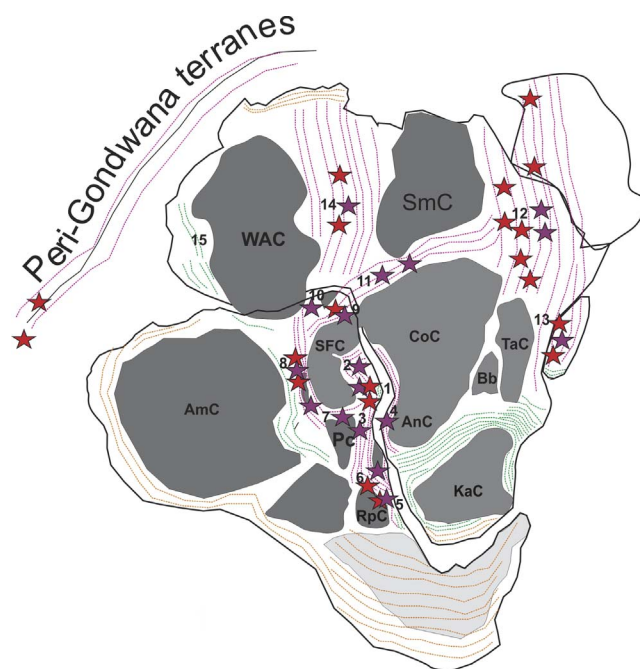 Peri-Gondwana terranes
SmC
14
12
15
WAC
11
10
9
13
SFC
CoC
TaC
2
8
1
Bb
AmC
4
7
3
AnC
Pc
6
KaC
5
RpC